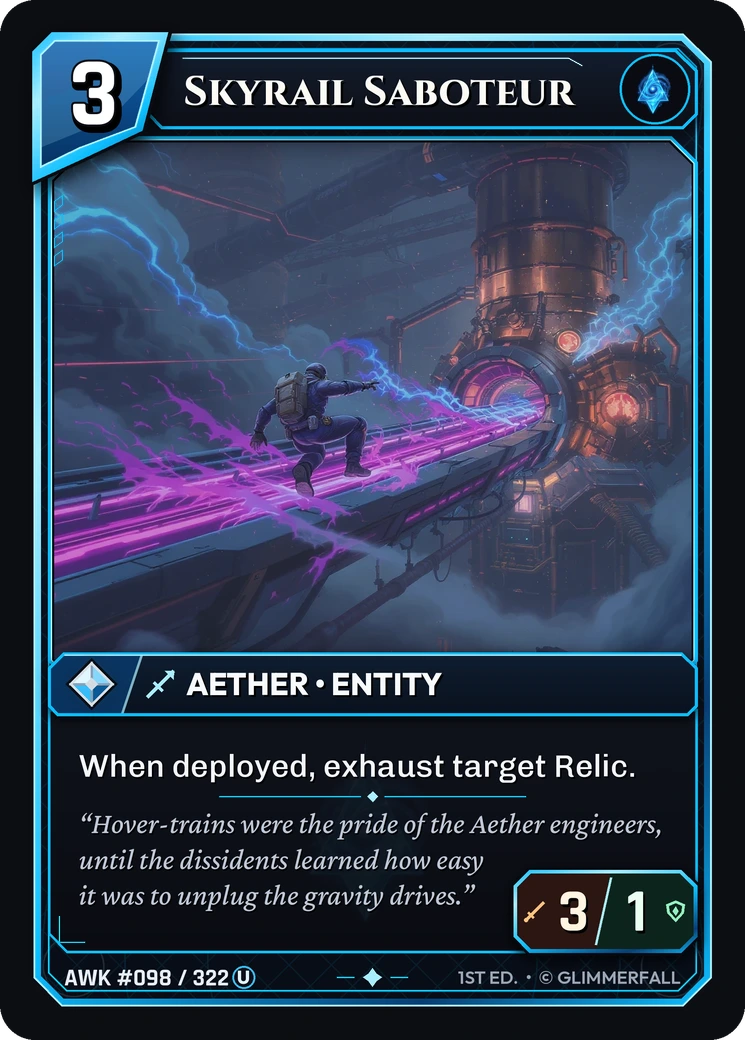 3
SKYRAIL SABOTEUR
AETHER • ENTITY
When deployed, exhaust target Relic.
“Hover-trains were the pride of the Aether engineers,
until the dissidents learned how easy
it was to unplug the gravity drives.”
3 / 1
AWK #098 / 322 U
1ST ED. • © GLIMMERFALL